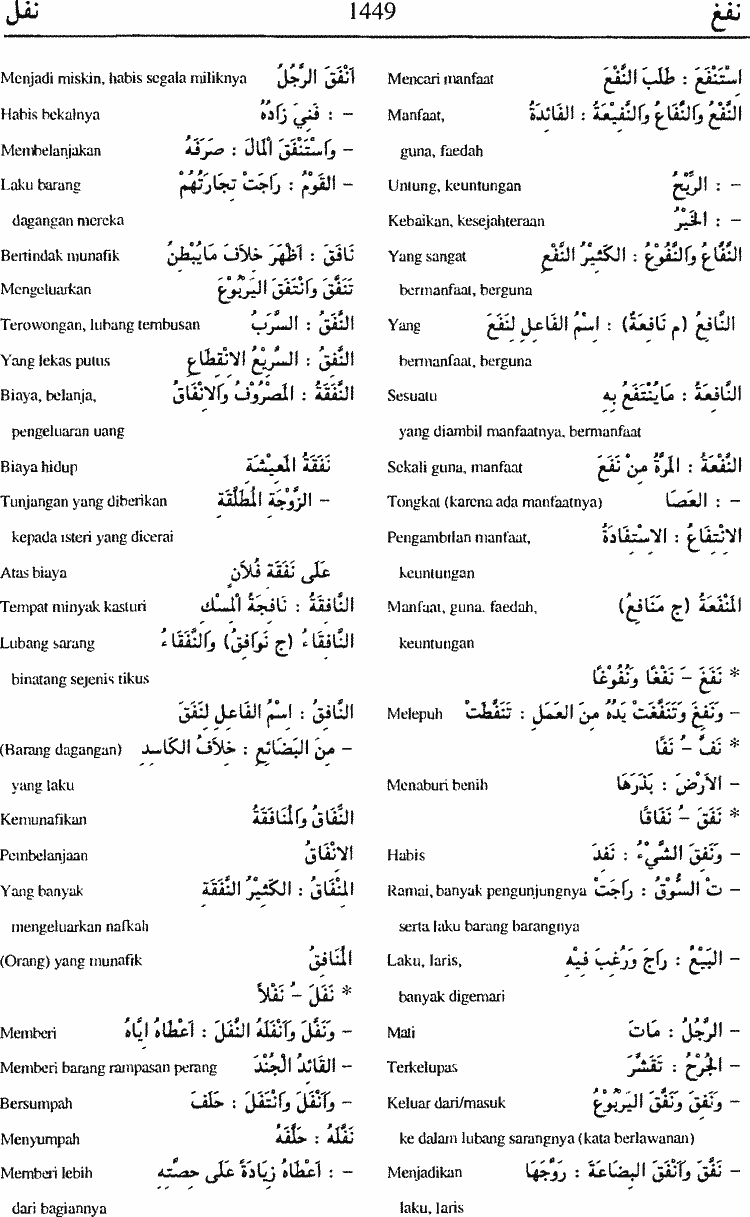 نفغ 1449 نفل
اسْتَنْفَعَ : طَلَبَ النَّفْعَ Mencari manfaat
النَّفْعُ وَالنَّفَاعُ وَالنَّفِيْعَةُ : الفَائِدَةُ Manfaat,
guna, faedah
- : الرِّبْحُ Untung, keuntungan
- : الخَيْرُ Kebaikan, kesejahteraan
النَّفَّاعُ وَالنَّفُوْعُ : الكَثِيْرُ النَّفْعِ Yang sangat
bermanfaat, berguna
النَّافِعُ (م نَافِعَةٌ) : اسْمُ الفَاعِلِ لِنَفَعَ Yang
bermanfaat, berguna
النَّافِعَةُ : مَايُنْتَفَعُ بِهِ Sesuatu
yang diambil manfaatnya, bermanfaat
النَّفْعَةُ : المَرَّةُ مِنْ نَفَعَ Sekali guna, manfaat
- : العَصَا Tongkat (karena ada manfaatnya)
الاِنْتِفَاعُ : الاِسْتِفَادَةُ Pengambilan manfaat,
keuntungan
المَنْفَعَةُ (ج مَنَافِعُ) Manfaat, guna. faedah,
keuntungan
* نَفَغَ - نَفْغًا وَنُفُوْغًا
- وَنَفِغَ وَتَنَفَّغَتْ يَدُهُ مِنَ العَمَلِ : تَنَفَّطَتْ Melepuh
* نَفَّ - ُ نَفًّا
- الأَرْضَ : بَذَرَهَا Menaburi benih
* نَفَقَ - ُ نَفَاقًا
- وَنَفِقَ الشَّيْءُ : نَفِدَ Habis
- تِ السُّوْقُ : رَاجَتْ Ramai, banyak pengunjungnya
serta laku barang barangnya
- البَيْعُ : رَاجَ وَرُغِبَ فِيْهِ Laku, laris,
banyak digemari
- الرَّجُلُ : مَاتَ Mati
- الجُرْحُ : تَقَشَّرَ Terkelupas
- وَنَفِقَ وَنَفَّقَ اليَرْبُوْعُ Keluar dari/masuk
ke dalam lubang sarangnya (kata berlawanan)
- نَفَّقَ وَأَنْفَقَ البِضَاعَةَ : رَوَّجَهَا Menjadikan
laku, laris
أَنْفَقَ الرَّجُلُ Menjadi miskin, habis segala miliknya
- : فَنِيَ زَادُهُ Habis bekalnya
- وَاسْتَنْفَقَ المَالَ : صَرَفَهُ Membelanjakan
- القَوْمُ : رَاجَتْ تِجَارَتُهُمْ Laku barang
dagangan mereka
نَافَقَ : أَظْهَرَ خِلاَفَ مَايُبْطِنُ Bertindak munafik
تَنَفَّقَ وَانْتَفَقَ اليَرْبُوْعَ Mengeluarkan
النَّفَقُ : السَّرَبُ Terowongan, lubang tembusan
النَّفِقُ : السَّرِيْعُ الاِنْقِطَاعِ Yang lekas putus
النَّفَقَةُ : المَصْرُوْفُ وَالاِنْفَاقُ Biaya, belanja,
pengeluaran uang
نَفَقَةُ المَعِيْشَةِ Biaya hidup
- الزَّوْجَةِ المُطَلَّقَةِ Tunjangan yang diberikan
kepada isteri yang dicerai
عَلَى نَفَقَةِ فُلاَنٍ Atas biaya
النَّافِقَةُ : نَافِجَةُ المِسْكِ Tempat minyak kasturi
النَّافِقَاءُ (ج نَوَافِقُ) وَالنُّفَقَاءُ Lubang sarang
binatang sejenis tikus
النَّافِقُ : اسْمُ الفَاعِلِ لِنَفَقَ
- مِنَ البَضَائِعِ : خِلاَفُ الكَاسِدِ (Barang dagangan)
yang laku
النِّفَاقُ وَالمُنَافَقَةُ Kemunafikan
الاِنْفَاقُ Pembelanjaan
المِنْفَاقُ : الكَثِيْرُ النَّفَقَةِ Yang banyak
mengeluarkan nafkah
المُنَافِقُ (Orang) yang munafik
* نَفَلَ - ُ نَفْلاً
- وَنَفَّلَ وَأَنْفَلَهُ النَّفَلَ : أَعْطَاهُ إِيَّاهُ Memberi
- القَائِدُ الْجُنْدَ Memberi barang rampasan perang
- وَأَنْفَلَ وَانْتَفَلَ : حَلَفَ Bersumpah
نَفَّلَهُ : حَلَّفَهُ Menyumpah
- : أَعْطَاهُ زِيَادَةً عَلَى حِصَّتِهِ Memberi lebih
dari bagiannya